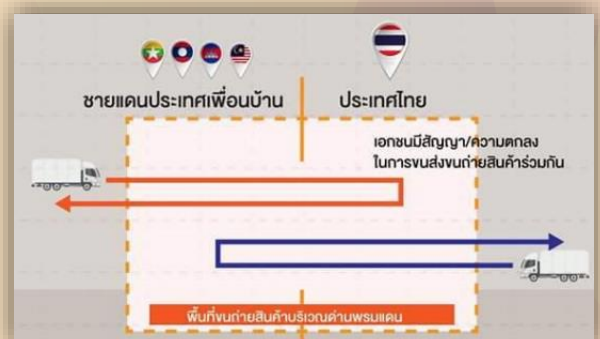 ชายแดนประเทศเพื่อนบ้าน
ประเทศไทย
เอกชนมีสัญญา/ความตกลง
ในการขนส่งขนถ่ายสินค้าร่วมกัน
พื้นที่ขนถ่ายสินค้าบริเวณด่านพรมแดน